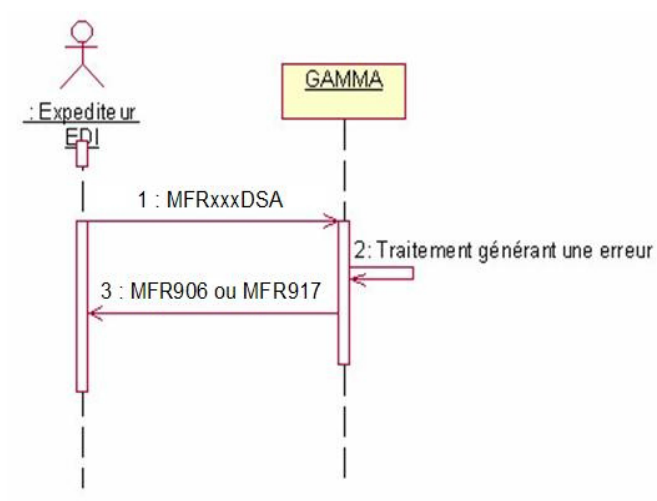 GAMMA
: Expediteur
EDI
1 : MFRxxxDSA
2: Traitement générant une erreur
3 : MFR906 ou MFR917